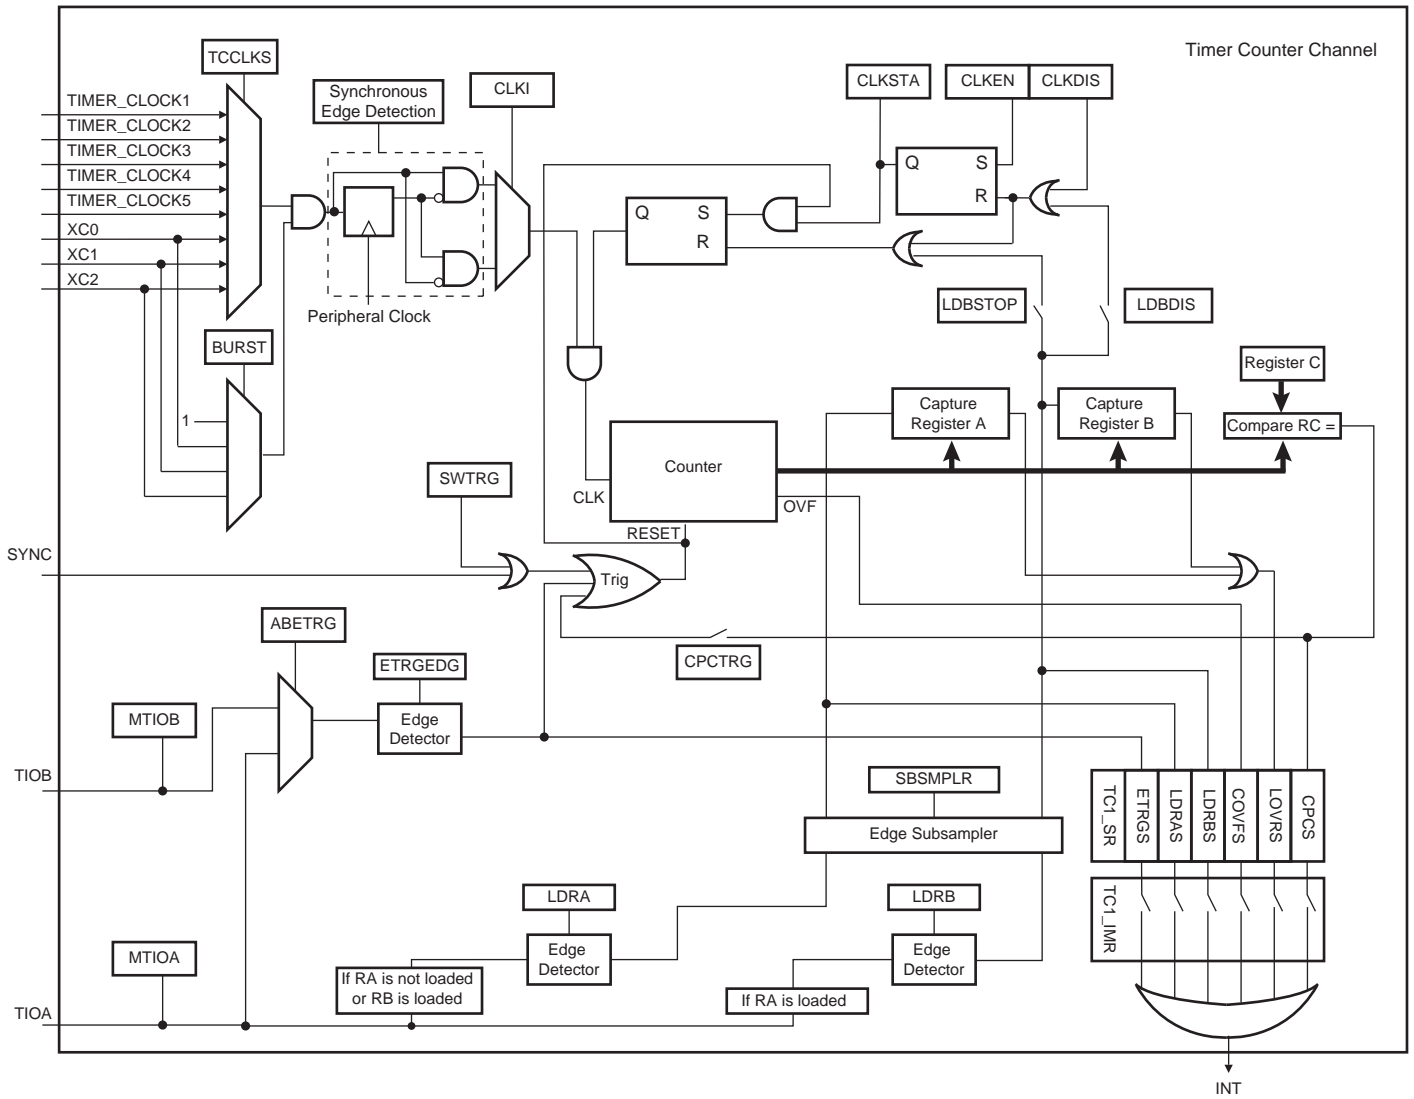 Timer Counter Channel
TCCLKS
TIMER_CLOCK1
TIMER_CLOCK2
TIMER_CLOCK3
TIMER_CLOCK4
TIMER_CLOCK5
XC0
XC1
XC2
Synchronous
Edge Detection
CLKI
Peripheral Clock
CLKSTA
CLKEN
CLKDIS
Q
S
R
Q
S
R
LDBSTOP
LDBDIS
BURST
1
Register C
Capture
Register A
Capture
Register B
Compare RC =
Counter
CLK
OVF
RESET
SWTRG
SYNC
Trig
CPCTRG
ABETRG
ETRGEDG
MTIOB
Edge
Detector
TIOB
SBSMPLR
Edge Subsampler
LDRA
LDRB
Edge
Detector
Edge
Detector
MTIOA
If RA is not loaded
or RB is loaded
If RA is loaded
TIOA
TC1_SR
ETRGS
LDRAS
LDRBS
COVFS
LOVRS
CPCS
TC1_IMR
INT